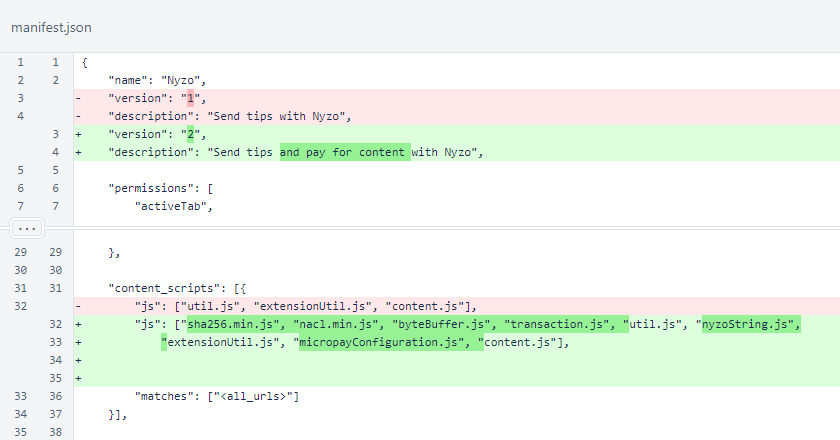 manifest.json
1 1 {
2 2 "name": "Nyzo",
3 - "version": "1",
4 - "description": "Send tips with Nyzo",
3 + "version": "2",
4 + "description": "Send tips and pay for content with Nyzo",
5 5
6 6 "permissions": [
7 7 "activeTab",
...
29 29 },
30 30
31 31 "content_scripts": [{
32 - "js": ["util.js", "extensionUtil.js", "content.js"],
32 + "js": ["sha256.min.js", "nacl.min.js", "byteBuffer.js", "transaction.js", "util.js", "nyzoString.js",
33 + "extensionUtil.js", "micropayConfiguration.js", "content.js"],
34 +
35 +
33 36 "matches": ["<all_urls>"]
34 37 }],
35 38